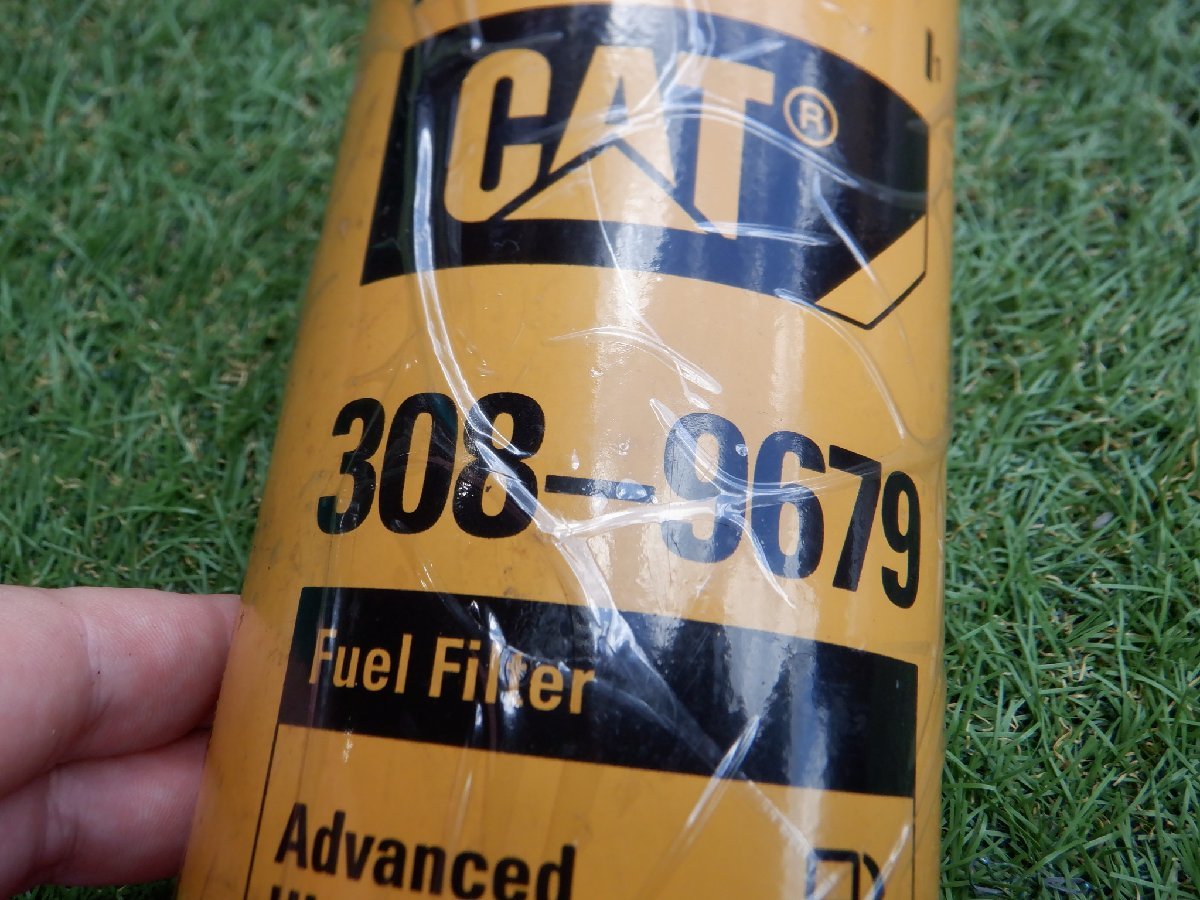 CAT®
308-9679
Fuel Filter
Advanced